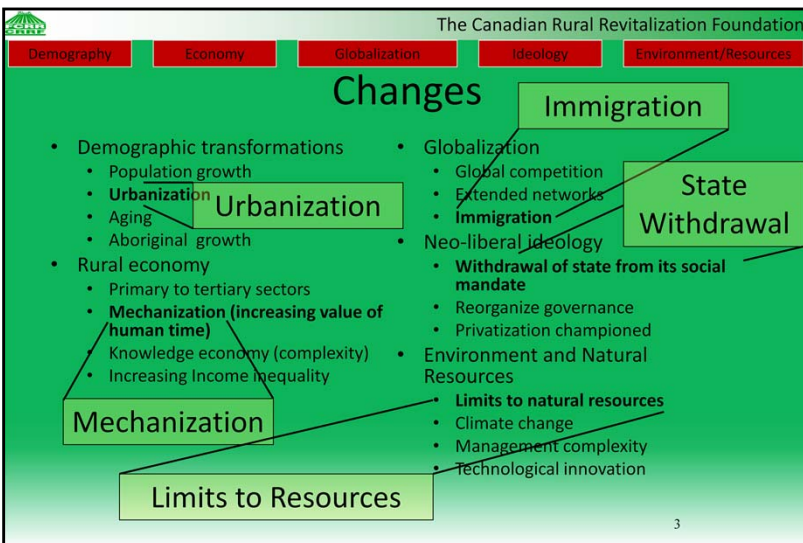 FCRR
CRRF
The Canadian Rural Revitalization Foundation
Demography
Economy
Globalization
Ideology
Environment/Resources
Changes
• Demographic transformations
• Population growth
• Urbanization
• Aging
• Aboriginal growth
• Rural economy
• Primary to tertiary sectors
• Mechanization (increasing value of
human time)
• Knowledge economy (complexity)
• Increasing Income inequality
• Globalization
• Global competition
• Extended networks
• Immigration
• Neo-liberal ideology
• Withdrawal of state from its social
mandate
• Reorganize governance
• Privatization championed
• Environment and Natural
Resources
• Limits to natural resources
• Climate change
• Management complexity
• Technological innovation
Urbanization
Mechanization
Immigration
State
Withdrawal
Limits to Resources
3